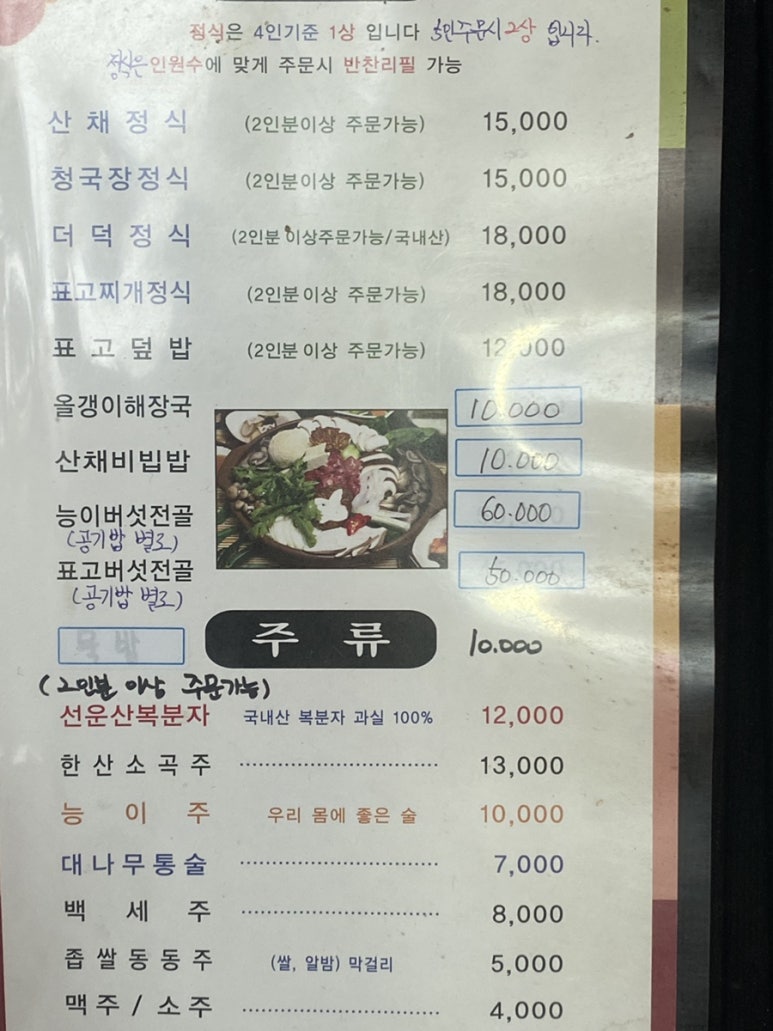 정식은 4인기준 1상 입니다 5인주문시 2상 입니다.
정식은 인원수에 맞게 주문시 반찬리필 가능
산채정식 (2인분이상 주문가능) 15,000
청국장정식 (2인분이상 주문가능) 15,000
더덕정식 (2인분이상주문가능/국내산) 18,000
표고찌개정식 (2인분이상 주문가능) 18,000
표고덮밥 (2인분이상 주문가능) 12,000
올갱이해장국 10.000
산채비빔밥 10.000
능이버섯전골 60.000
(공기밥 별도)
표고버섯전골 50.000
(공기밥 별도)
묵밥 주류 10.000
(2인분 이상 주문가능)
선운산복분자 국내산 복분자 과실 100% 12,000
한산소곡주 13,000
능이주 우리 몸에 좋은 술 10,000
대나무통술 7,000
백세주 8,000
좁쌀동동주 (쌀, 알밤) 막걸리 5,000
맥주 / 소주 4,000